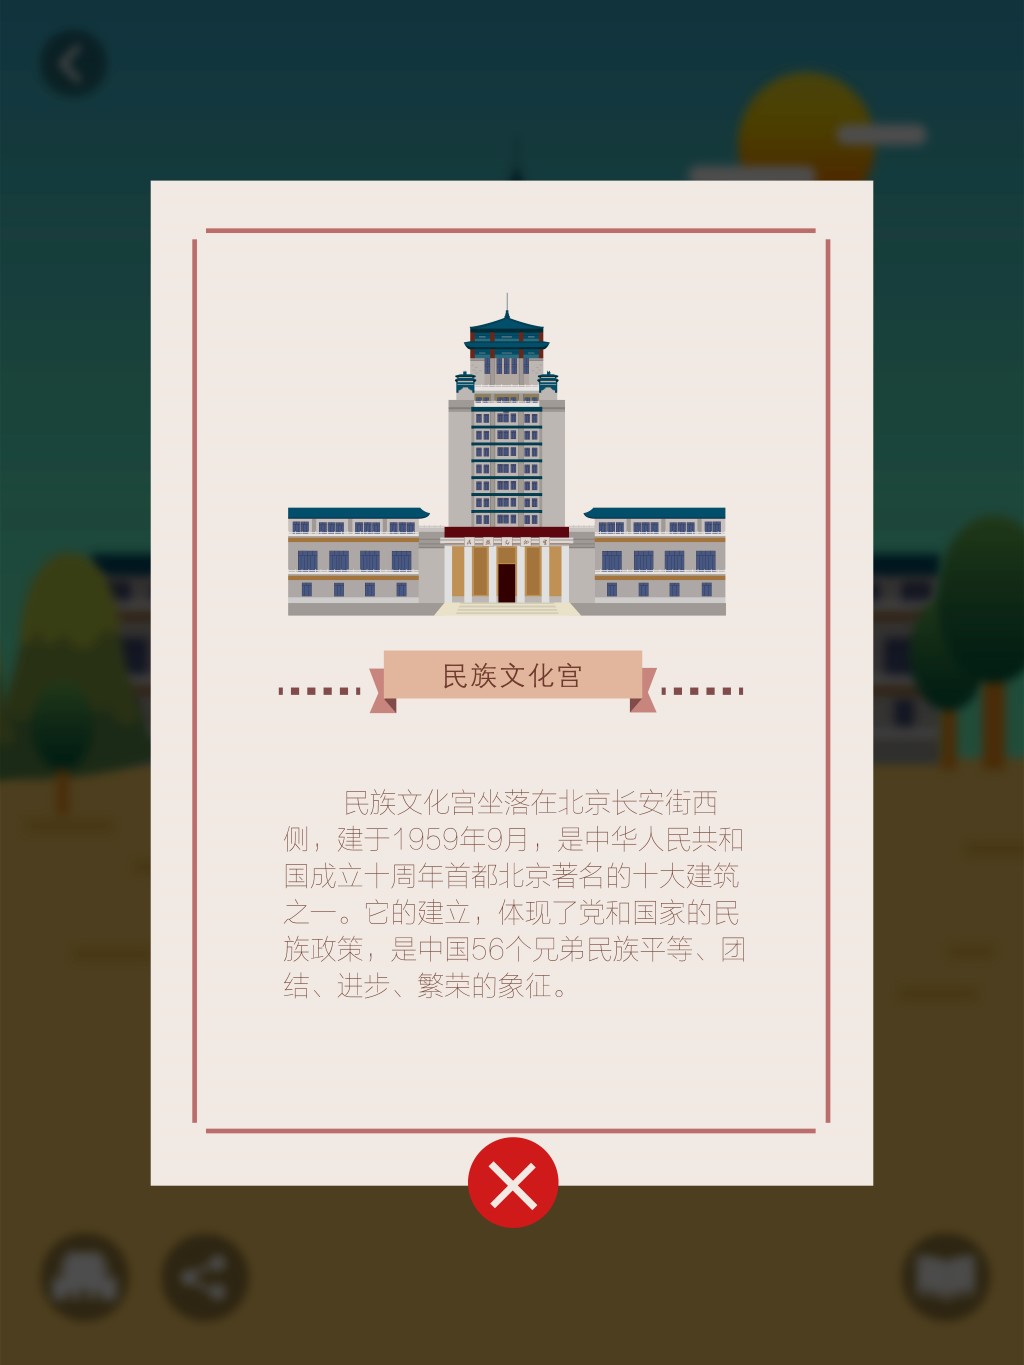 民族文化宫
民族文化宫坐落在北京长安街西
侧，建于1959年9月，是中华人民共和
国成立十周年首都北京著名的十大建筑
之一。它的建立，体现了党和国家的民
族政策，是中国56个兄弟民族平等、团
结、进步、繁荣的象征。